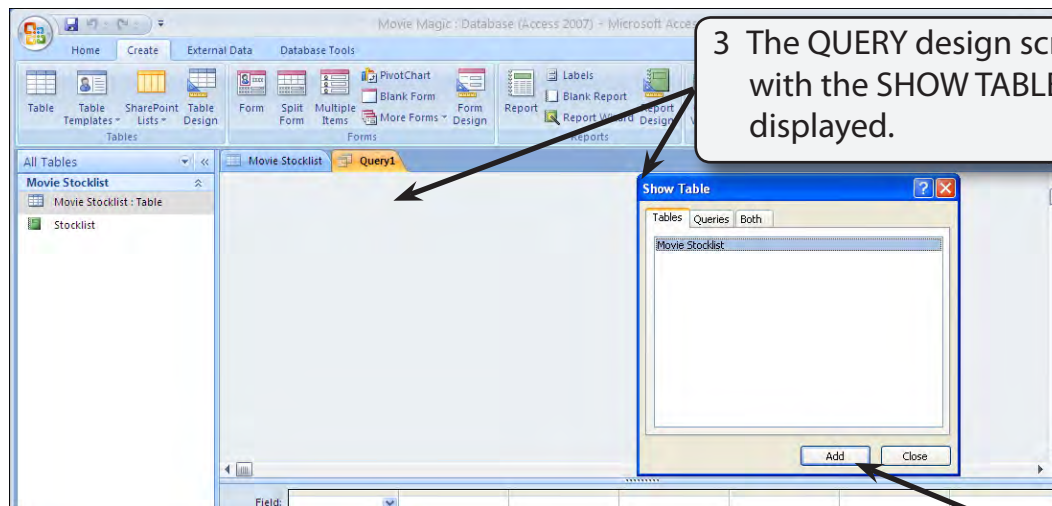 Movie Magic : Database (Access 2007) - Microsoft Acce
Home Create External Data Database Tools
3 The QUERY design scr
with the SHOW TABLE
displayed.
PivotChart
Blank Form
More Forms
Labels
Blank Report
Report Wizard
Table
Table Templates
SharePoint Lists
Table Design
Form
Split Form
Multiple Items
Form Design
Report
Report Design
Tables
Forms
Reports
All Tables
Movie Stocklist
Movie Stocklist : Table
Stocklist
Movie Stocklist
Query1
Show Table
Tables Queries Both
Movie Stocklist
Add Close
Field: